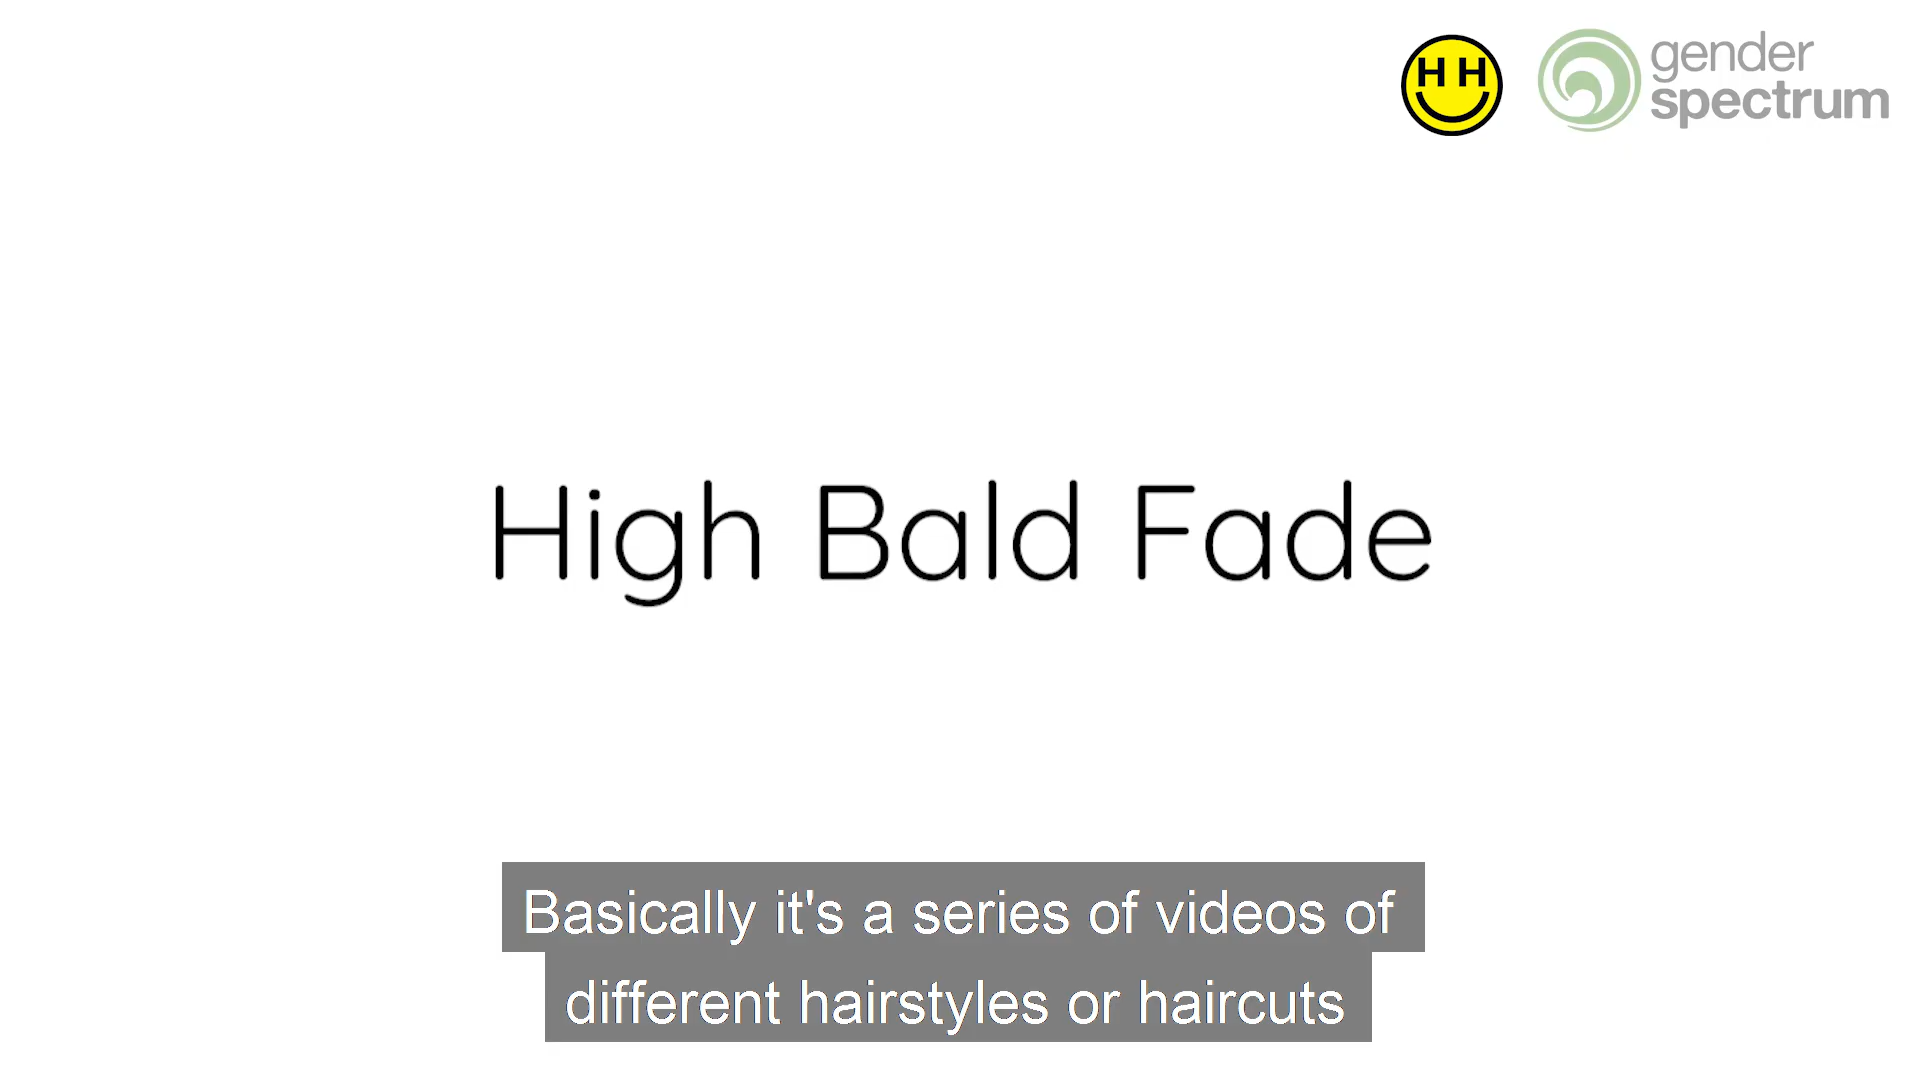 H H
gender
spectrum
High Bald Fade
Basically it's a series of videos of
different hairstyles or haircuts